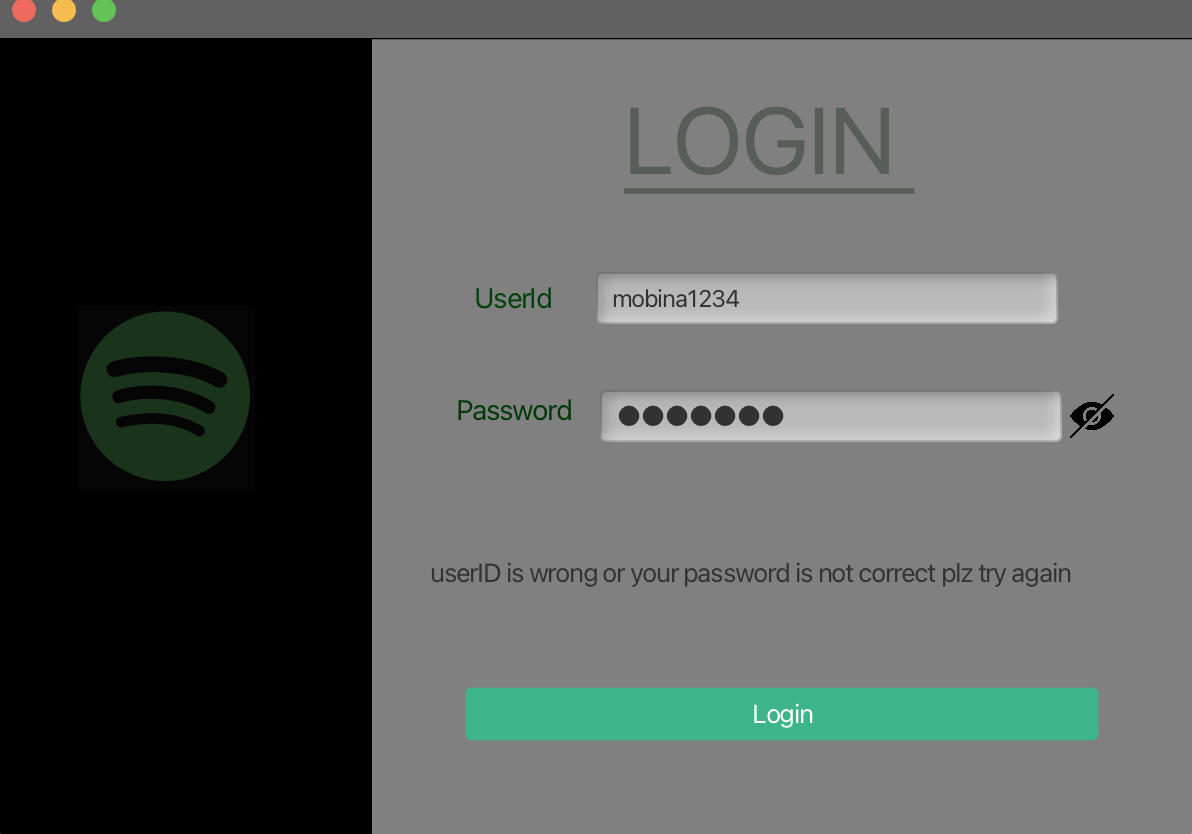 LOGIN
UserId mobina1234
Password ●●●●●●●
userID is wrong or your password is not correct plz try again
Login